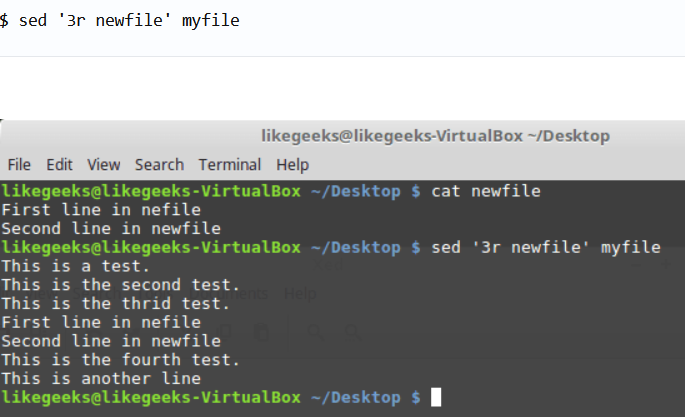 $ sed '3r newfile' myfile
likegeeks@likegeeks-VirtualBox ~/Desktop
File Edit View Search Terminal Help
likegeeks@likegeeks-VirtualBox ~/Desktop $ cat newfile
First line in nefile
Second line in newfile
likegeeks@likegeeks-VirtualBox ~/Desktop $ sed '3r newfile' myfile
This is a test.
This is the second test.
This is the thrid test.
First line in nefile
Second line in newfile
This is the fourth test.
This is another line
likegeeks@likegeeks-VirtualBox ~/Desktop $